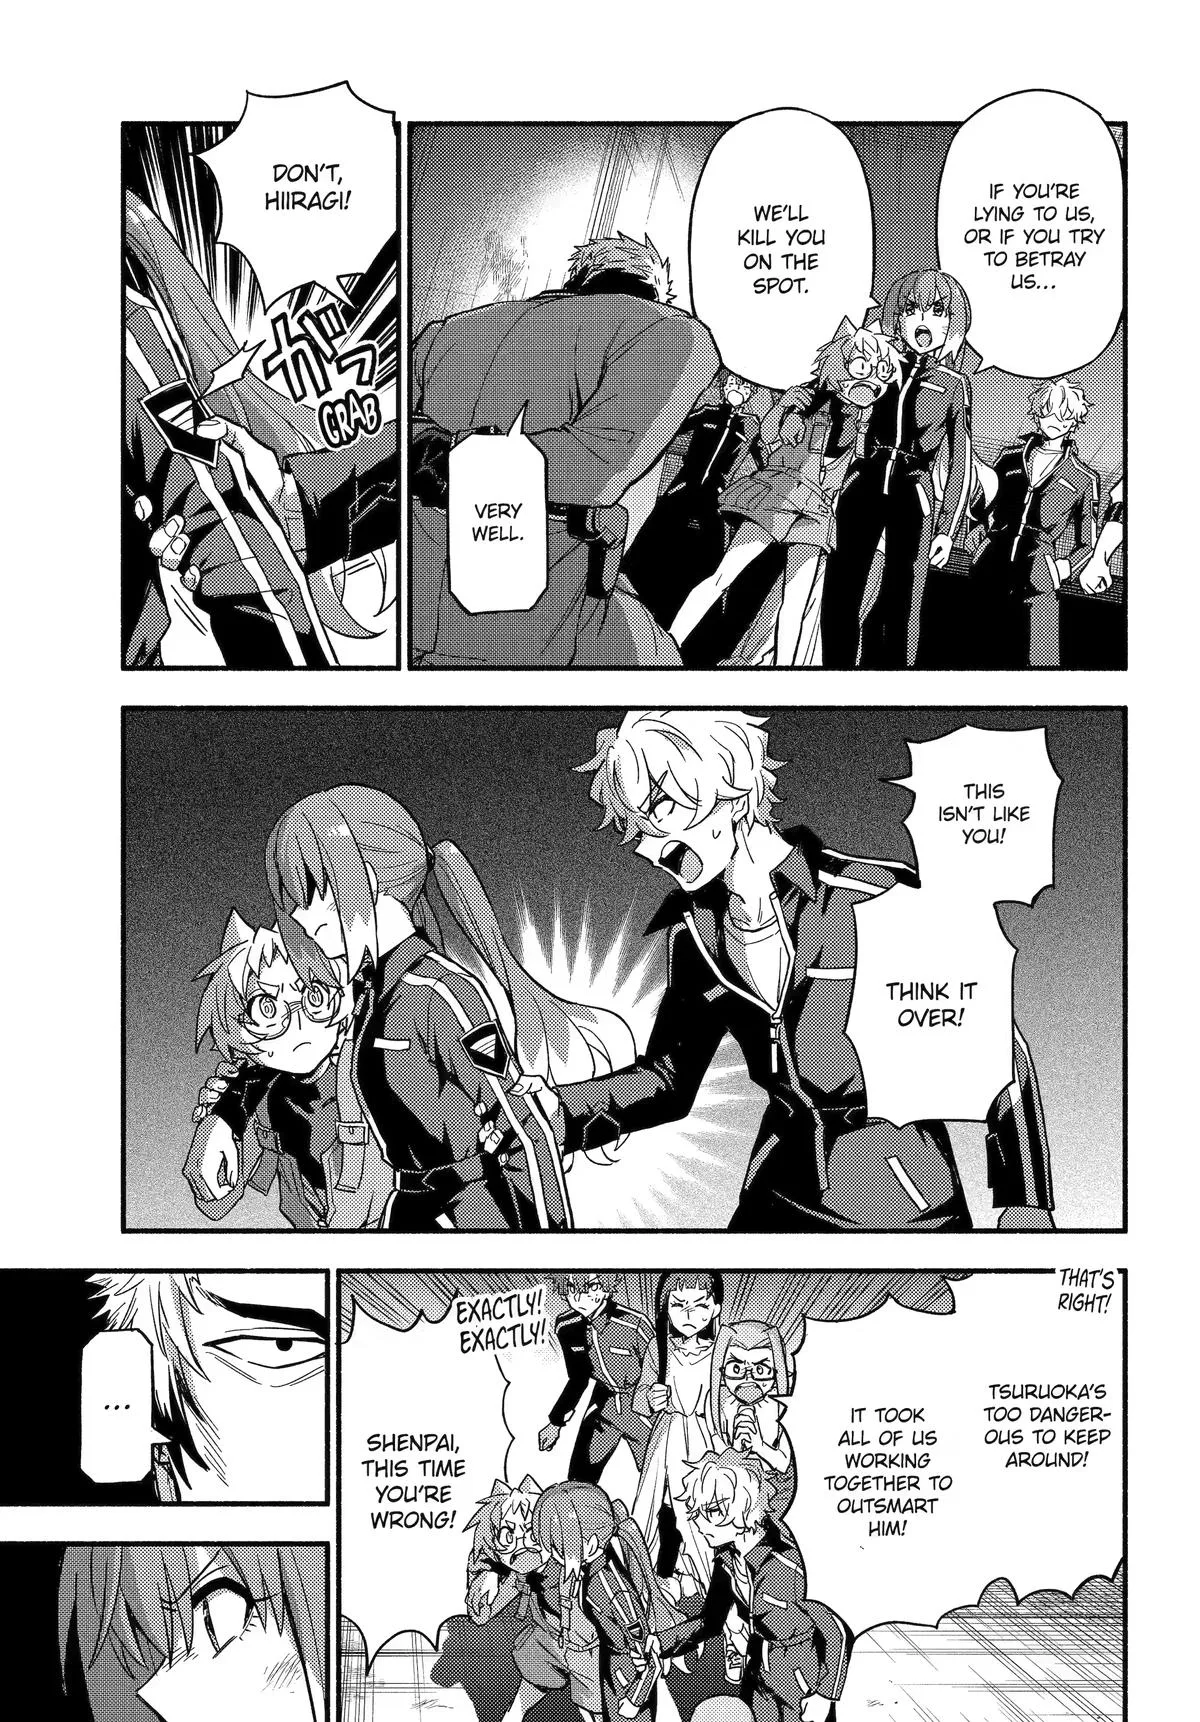 IF YOU'RE
LYING TO US,
OR IF YOU TRY
TO BETRAY
US...
WE'LL
KILL YOU
ON THE
SPOT.
VERY
WELL.
DON'T,
HIIRAGI!
ガッ
GRAB
THIS
ISN'T LIKE
YOU!
THINK IT
OVER!
THAT'S
RIGHT!
TSURUOKA'S
TOO DANGER-
OUS TO KEEP
AROUND!
IT TOOK
ALL OF US
WORKING
TOGETHER TO
OUTSMART
HIM!
EXACTLY!
EXACTLY!
SHENPAI,
THIS TIME
YOU'RE
WRONG!
...